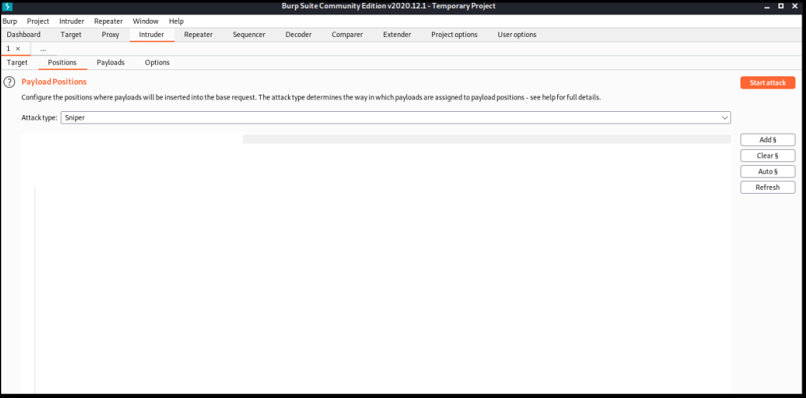 Burp Suite Community Edition v2020.12.1 - Temporary Project
Burp Project Intruder Repeater Window Help
Dashboard Target Proxy Intruder Repeater Sequencer Decoder Comparer Extender Project options User options
1 × ...
Target Positions Payloads Options
? Payload Positions Start attack
Configure the positions where payloads will be inserted into the base request. The attack type determines the way in which payloads are assigned to payload positions - see help for full details.
Attack type: Sniper
Add §
Clear §
Auto §
Refresh